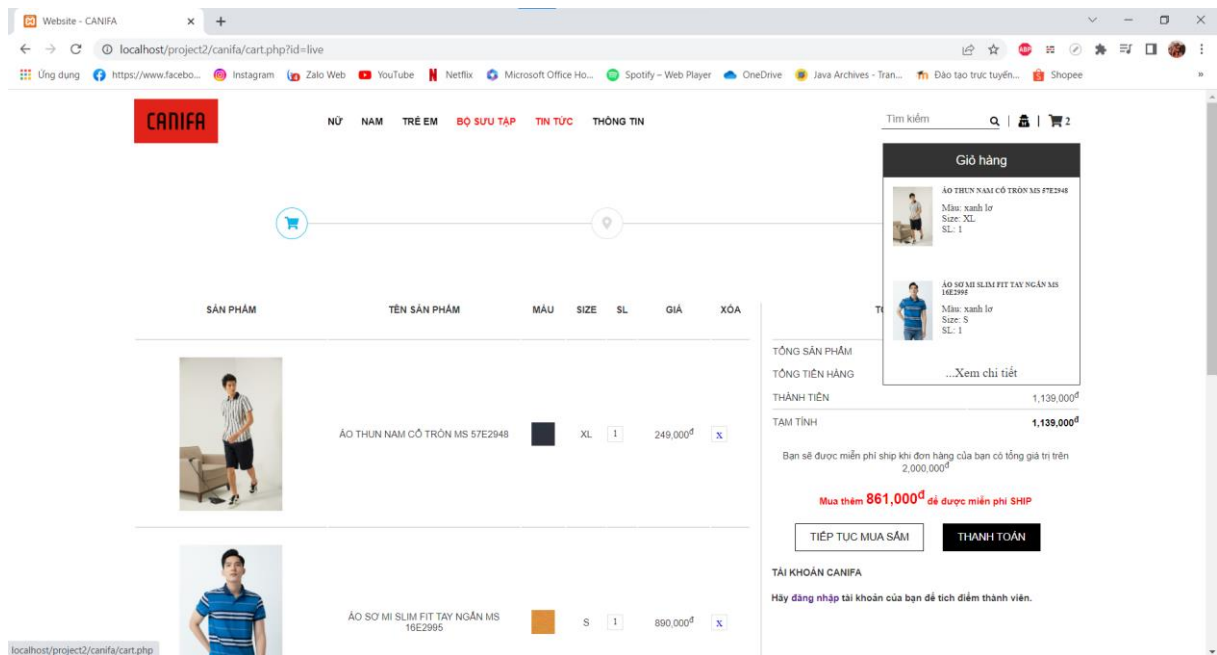 Website - CANIFA
localhost/project2/canifa/cart.php?id=live
Ứng dụng https://www.facebo... Instagram Zalo Web YouTube Netflix Microsoft Office Ho... Spotify – Web Player OneDrive Java Archives - Tran... Đào tạo trực tuyến... Shopee
CANIFA
NỮ NAM TRẺ EM BỘ SƯU TẬP TIN TỨC THÔNG TIN
Tìm kiếm
2
Giỏ hàng
ÁO THUN NAM CỔ TRÒN MS 57E2948
Màu: xanh lơ
Size: XL
SL: 1
ÁO SƠ MI SLIM FIT TAY NGẮN MS
16E2995
Màu: xanh lơ
Size: S
SL: 1
...Xem chi tiết
SẢN PHẨM TÊN SẢN PHẨM MÀU SIZE SL GIÁ XÓA
ÁO THUN NAM CỔ TRÒN MS 57E2948 XL 1 249,000đ X
ÁO SƠ MI SLIM FIT TAY NGẮN MS
16E2995 S 1 890,000đ X
TỔNG SẢN PHẨM
TỔNG TIỀN HÀNG
THÀNH TIỀN 1,139,000đ
TẠM TÍNH 1,139,000đ
Bạn sẽ được miễn phí ship khi đơn hàng của bạn có tổng giá trị trên
2,000,000đ
Mua thêm 861,000đ để được miễn phí SHIP
TIẾP TỤC MUA SẮM THANH TOÁN
TÀI KHOẢN CANIFA
Hãy đăng nhập tài khoản của bạn để tích điểm thành viên.
localhost/project2/canifa/cart.php